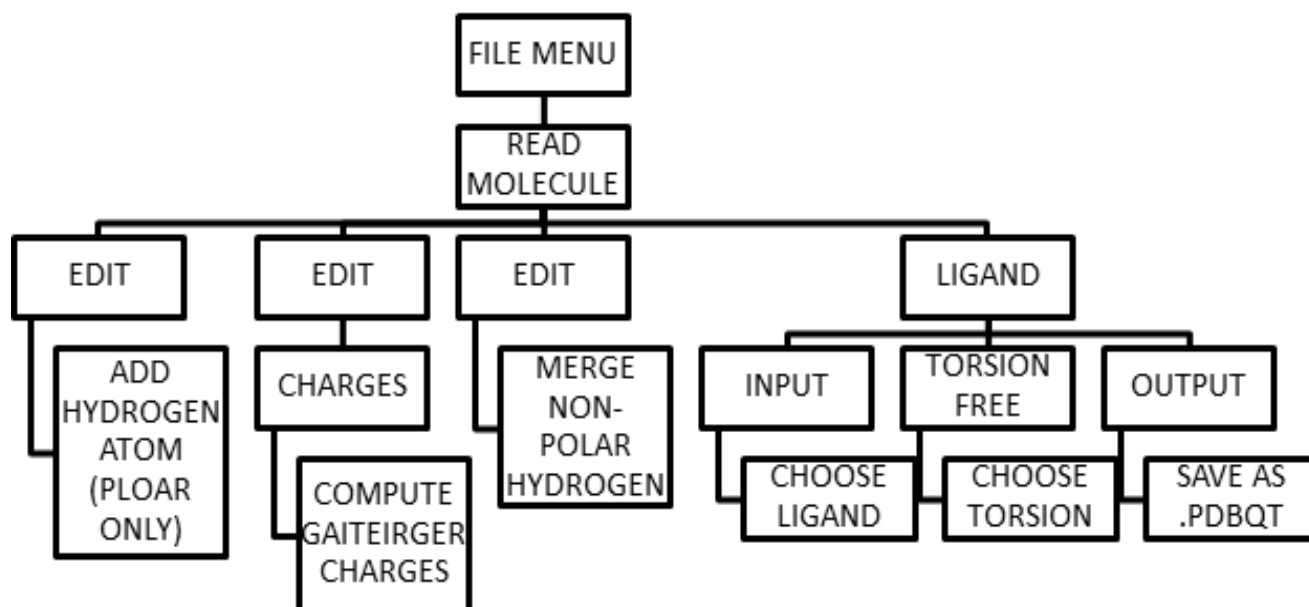 FILE MENU
READ
MOLECULE
EDIT
EDIT
EDIT
LIGAND
ADD
HYDROGEN
ATOM
(PLOAR
ONLY)
CHARGES
COMPUTE
GAITEIRGER
CHARGES
MERGE
NON-
POLAR
HYDROGEN
INPUT
TORSION
FREE
OUTPUT
CHOOSE
LIGAND
CHOOSE
TORSION
SAVE AS
.PDBQT